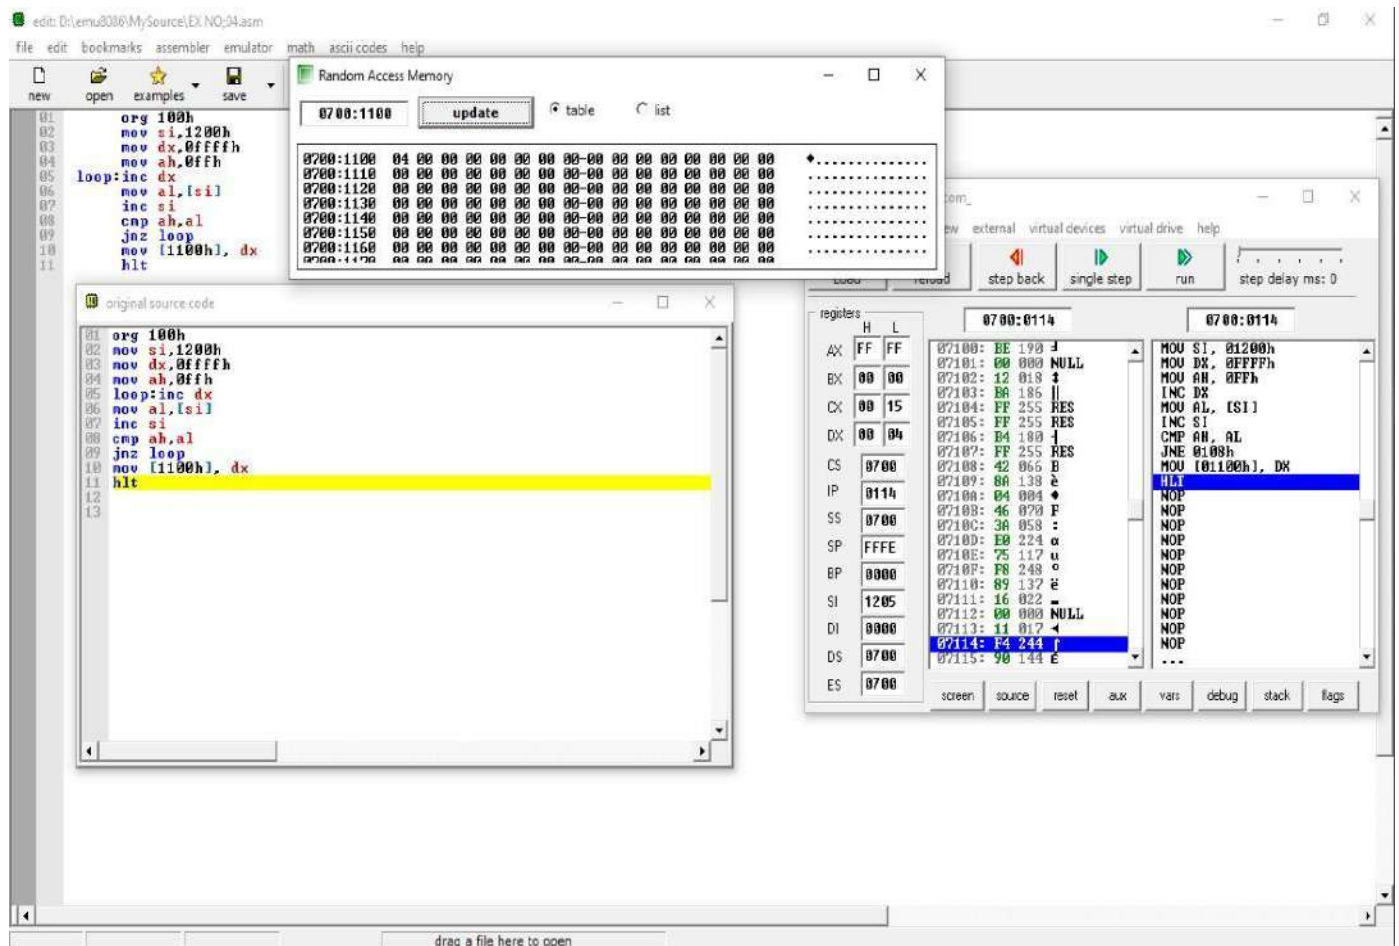 edit: D:\emu8086\MySource\EX NO;04.asm
file edit bookmarks assembler emulator math ascii codes help
new open examples save
01 org 100h
02 mov si,1200h
03 mov dx,0ffffh
04 mov ah,0ffh
05 loop:inc dx
06 mov al,[si]
07 inc si
08 cmp ah,al
09 jnz loop
10 mov [1100h], dx
11 hlt
Random Access Memory
0700:1100 update table list
0700:1100 04 00 00 00 00 00 00 00-00 00 00 00 00 00 00 00 ♦...............
0700:1110 00 00 00 00 00 00 00 00-00 00 00 00 00 00 00 00 ................
0700:1120 00 00 00 00 00 00 00 00-00 00 00 00 00 00 00 00 ................
0700:1130 00 00 00 00 00 00 00 00-00 00 00 00 00 00 00 00 ................
0700:1140 00 00 00 00 00 00 00 00-00 00 00 00 00 00 00 00 ................
0700:1150 00 00 00 00 00 00 00 00-00 00 00 00 00 00 00 00 ................
0700:1160 00 00 00 00 00 00 00 00-00 00 00 00 00 00 00 00 ................
0700:1170 00 00 00 00 00 00 00 00-00 00 00 00 00 00 00 00
original source code
01 org 100h
02 mov si,1200h
03 mov dx,0ffffh
04 mov ah,0ffh
05 loop:inc dx
06 mov al,[si]
07 inc si
08 cmp ah,al
09 jnz loop
10 mov [1100h], dx
11 hlt
12
13
com_
external virtual devices virtual drive help
step back single step run step delay ms: 0
registers
H L
AX FF FF
BX 00 00
CX 00 15
DX 00 04
CS 0700
IP 0114
SS 0700
SP FFFE
BP 0000
SI 1205
DI 0000
DS 0700
ES 0700
0700:0114
07100: BE 190 ┘
07101: 00 000 NULL
07102: 12 018 ↕
07103: BA 186 ║
07104: FF 255 RES
07105: FF 255 RES
07106: B4 180 ┤
07107: FF 255 RES
07108: 42 066 B
07109: 8A 138 è
0710A: 04 004 ♦
0710B: 46 070 F
0710C: 3A 058 :
0710D: E0 224 α
0710E: 75 117 u
0710F: F8 248 °
07110: 89 137 ë
07111: 16 022 ▬
07112: 00 000 NULL
07113: 11 017 ◄
07114: F4 244 ⌠
07115: 90 144 É
0700:0114
MOV SI, 01200h
MOV DX, 0FFFFh
MOV AH, 0FFh
INC DX
MOV AL, [SI]
INC SI
CMP AH, AL
JNE 0108h
MOV [01100h], DX
HLT
NOP
NOP
NOP
NOP
NOP
NOP
NOP
NOP
NOP
NOP
NOP
...
screen source reset aux vars debug stack flags
drag a file here to open